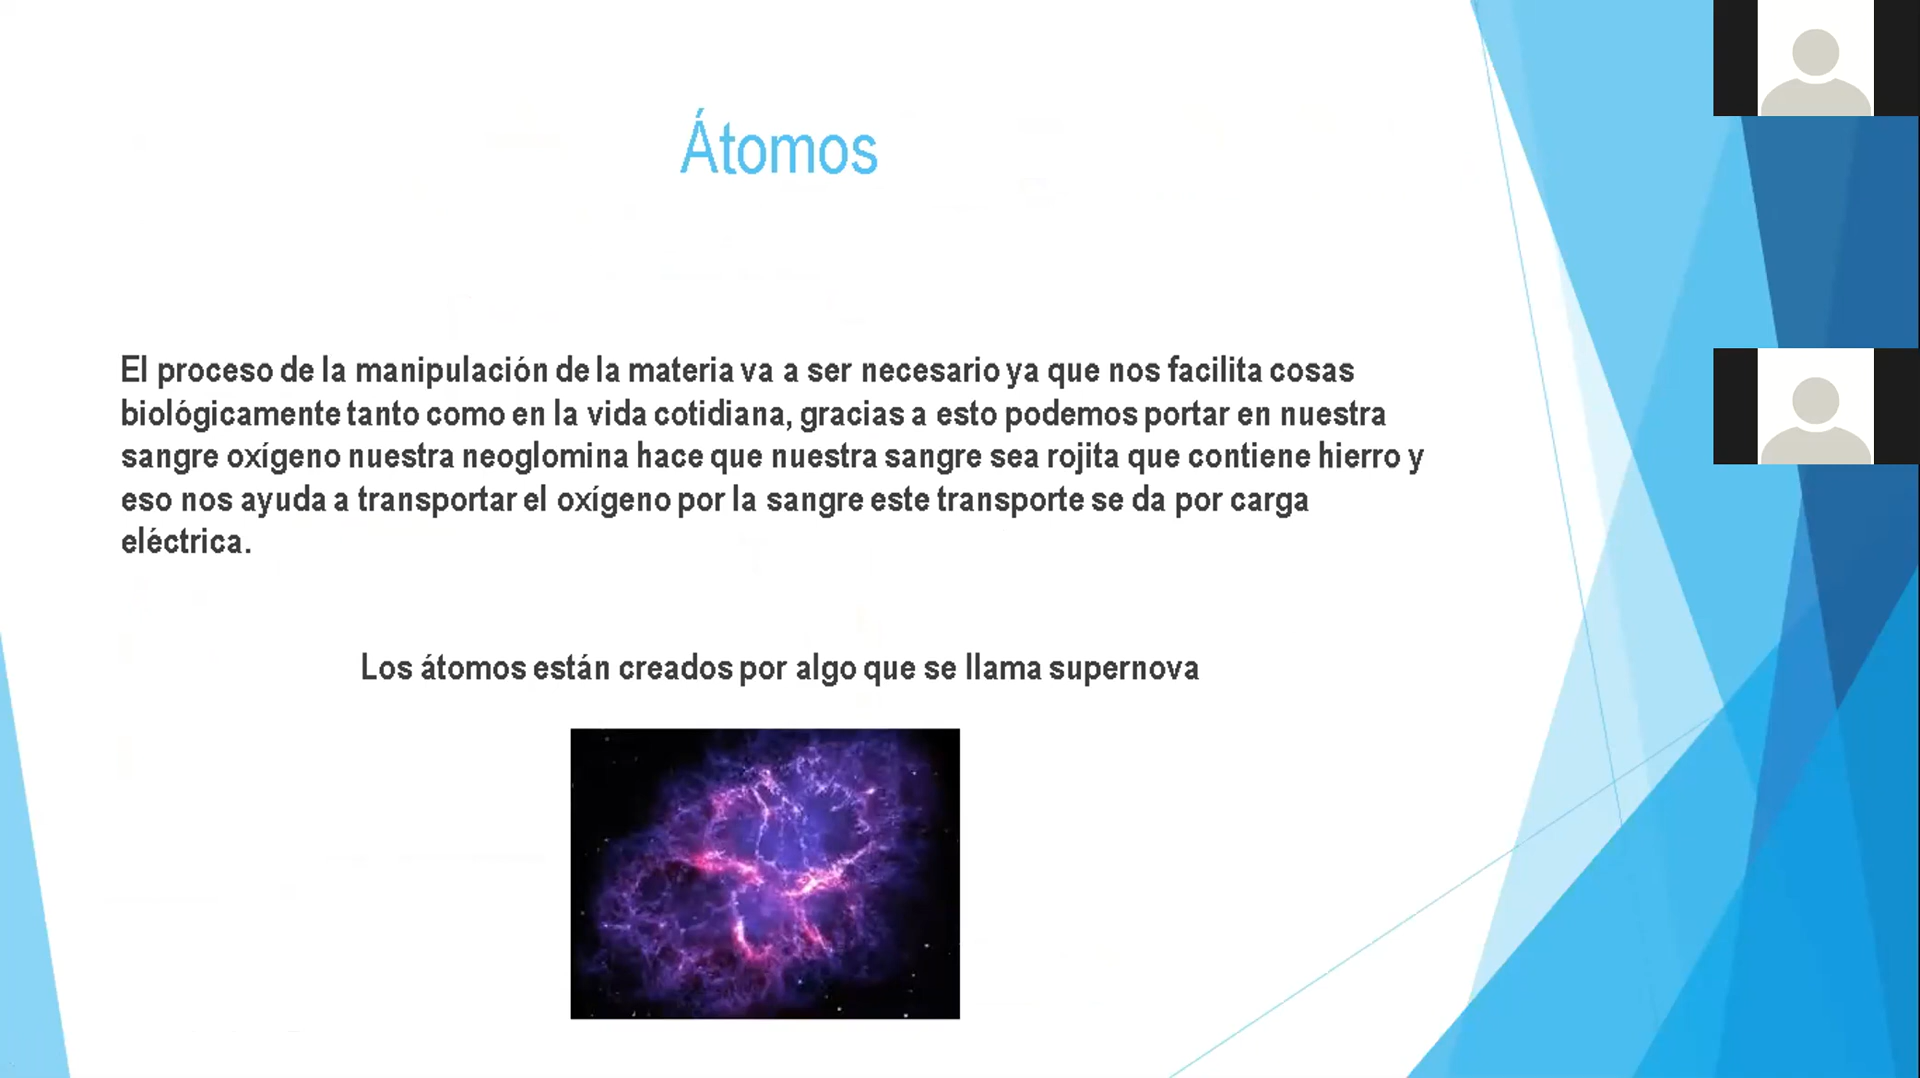 Átomos
El proceso de la manipulación de la materia va a ser necesario ya que nos facilita cosas
biológicamente tanto como en la vida cotidiana, gracias a esto podemos portar en nuestra
sangre oxígeno nuestra neoglomina hace que nuestra sangre sea rojita que contiene hierro y
eso nos ayuda a transportar el oxígeno por la sangre este transporte se da por carga
eléctrica.
Los átomos están creados por algo que se llama supernova